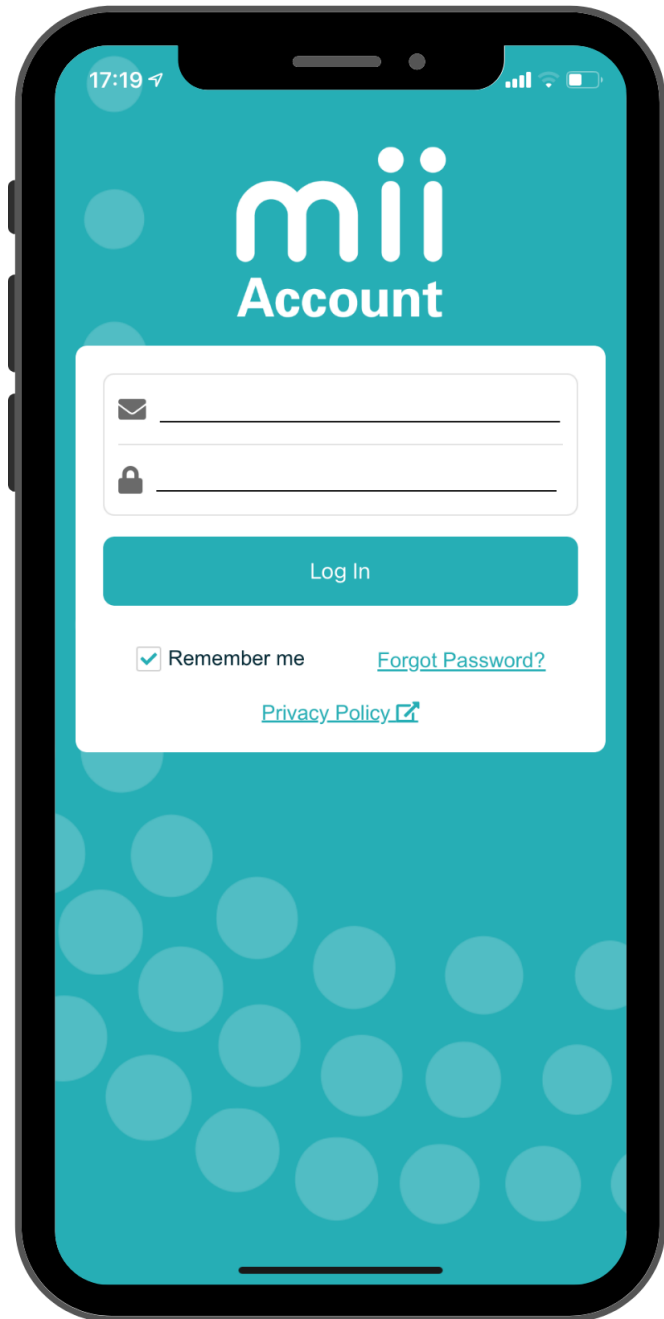 17:19
mii
Account
Log In
Remember me
Forgot Password?
Privacy Policy